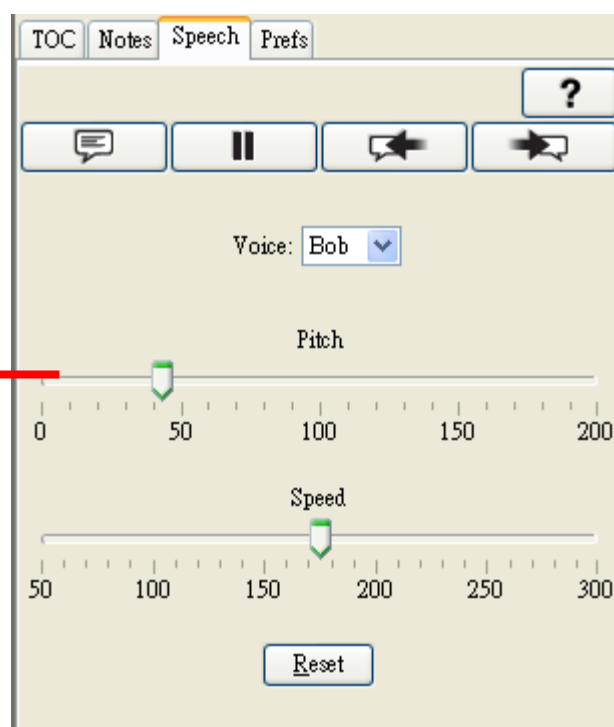 TOC Notes Speech Prefs
?
Voice: Bob
Pitch
0 50 100 150 200
Speed
50 100 150 200 250 300
Reset